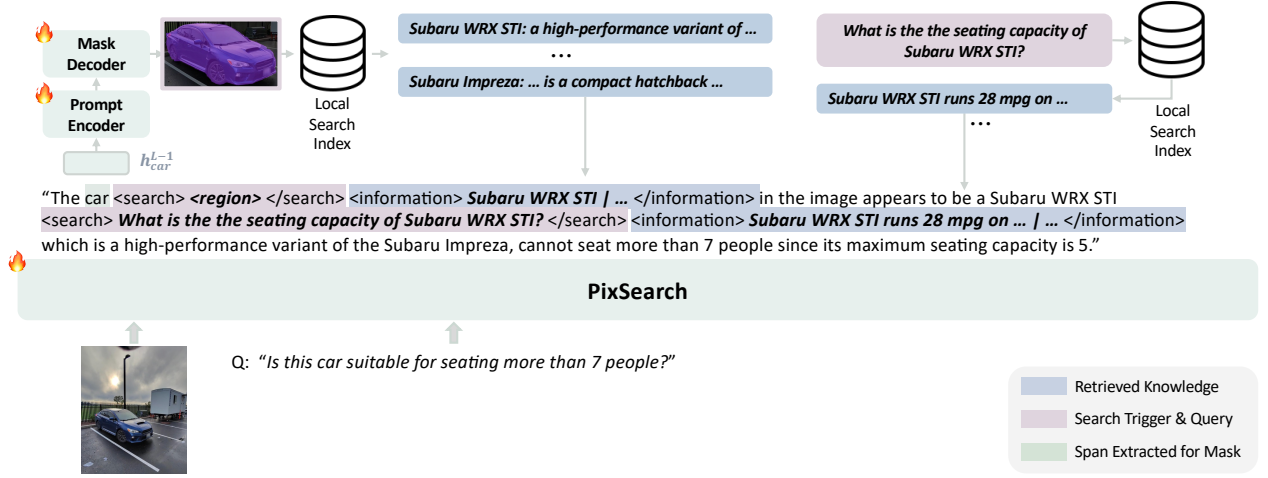 Mask
Decoder
Prompt
Encoder
h_{car}^{L-1}
Local
Search
Index
Subaru WRX STI: a high-performance variant of ...
...
Subaru Impreza: ... is a compact hatchback ...
What is the the seating capacity of
Subaru WRX STI?
Subaru WRX STI runs 28 mpg on ...
...
Local
Search
Index
“The car <search> <region> </search> <information> Subaru WRX STI | ... </information> in the image appears to be a Subaru WRX STI
<search> What is the the seating capacity of Subaru WRX STI? </search> <information> Subaru WRX STI runs 28 mpg on ... | ... </information>
which is a high-performance variant of the Subaru Impreza, cannot seat more than 7 people since its maximum seating capacity is 5.”
PixSearch
Q: “Is this car suitable for seating more than 7 people?”
Retrieved Knowledge
Search Trigger & Query
Span Extracted for Mask